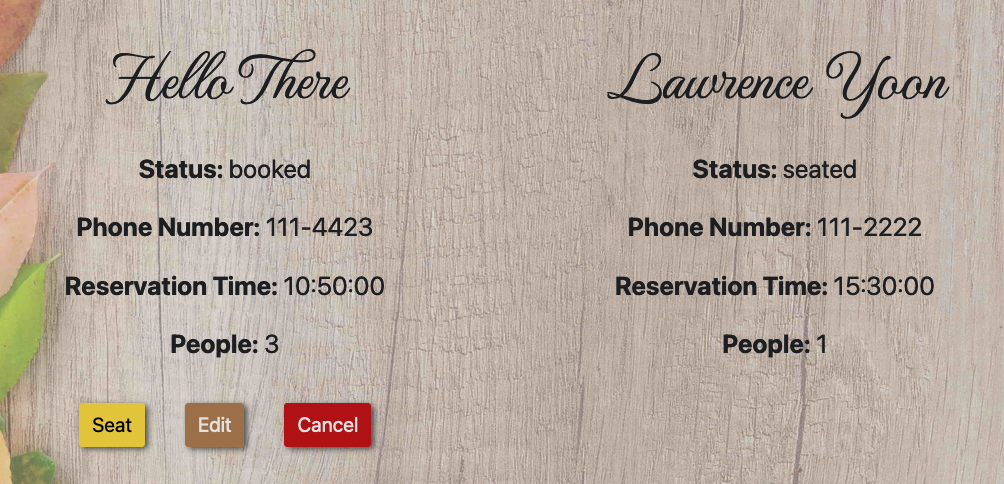 Hello There
Status: booked
Phone Number: 111-4423
Reservation Time: 10:50:00
People: 3
Seat
Edit
Cancel
Lawrence Yoon
Status: seated
Phone Number: 111-2222
Reservation Time: 15:30:00
People: 1